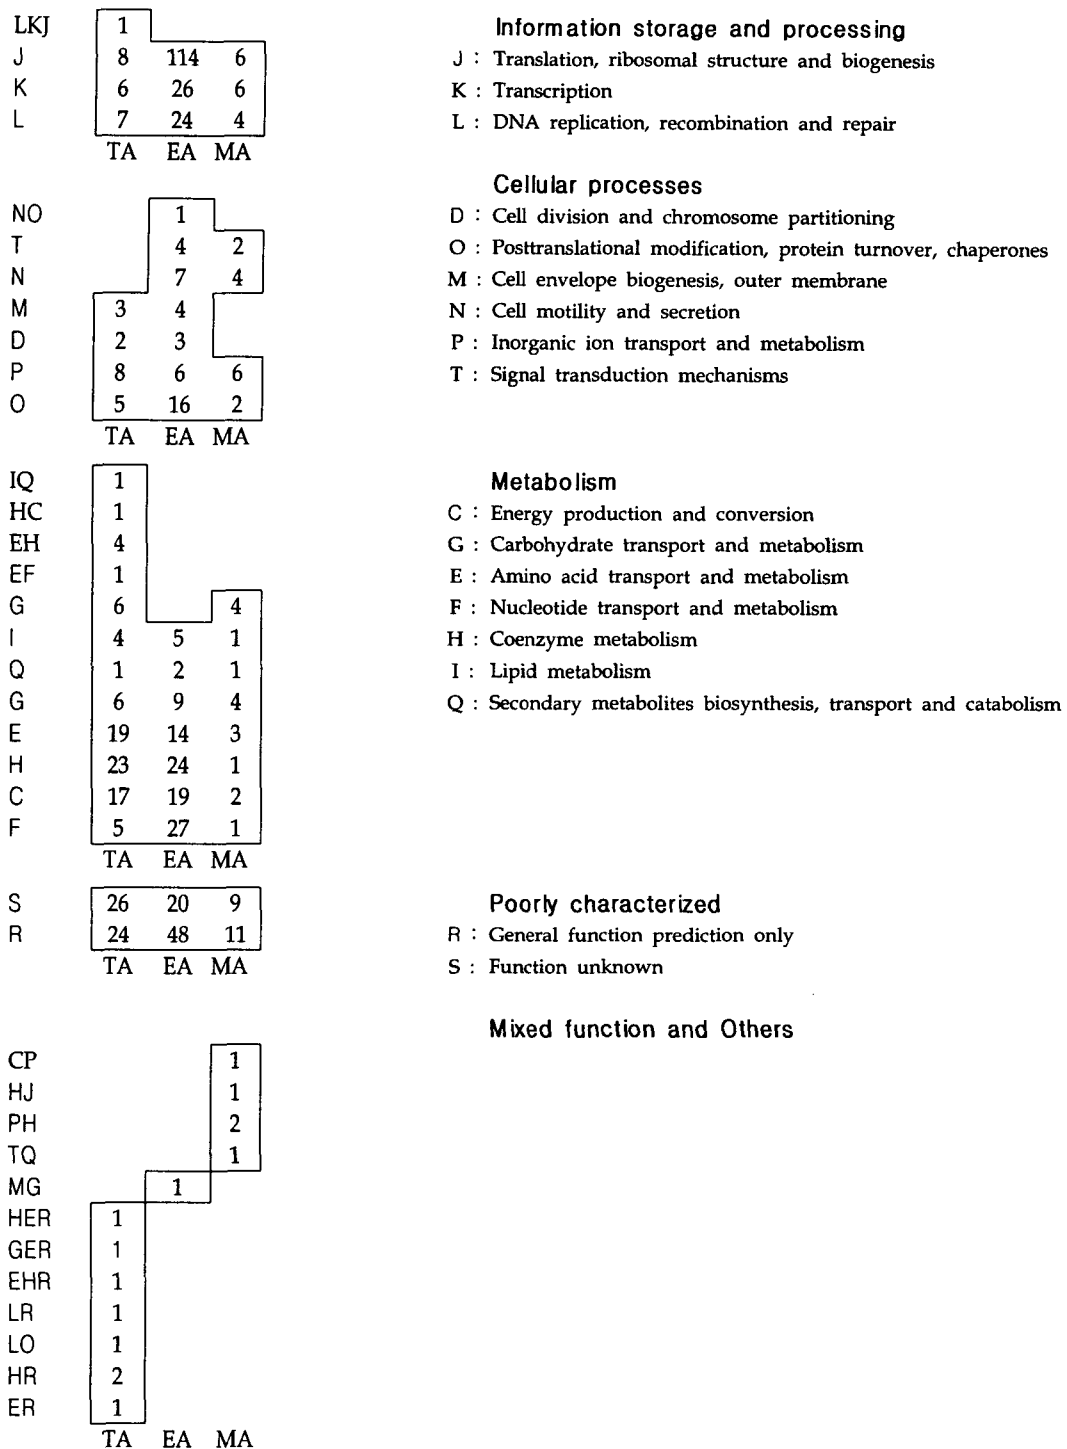 LKJ 1 Information storage and processing
J 8 114 6 J : Translation, ribosomal structure and biogenesis
K 6 26 6 K : Transcription
L 7 24 4 L : DNA replication, recombination and repair
TA EA MA
Cellular processes
NO 1 D : Cell division and chromosome partitioning
T 4 2 O : Posttranslational modification, protein turnover, chaperones
N 7 4 M : Cell envelope biogenesis, outer membrane
M 3 4 N : Cell motility and secretion
D 2 3 P : Inorganic ion transport and metabolism
P 8 6 6 T : Signal transduction mechanisms
O 5 16 2
TA EA MA
IQ 1 Metabolism
HC 1 C : Energy production and conversion
EH 4 G : Carbohydrate transport and metabolism
EF 1 E : Amino acid transport and metabolism
G 6 4 F : Nucleotide transport and metabolism
I 4 5 1 H : Coenzyme metabolism
Q 1 2 1 I : Lipid metabolism
G 6 9 4 Q : Secondary metabolites biosynthesis, transport and catabolism
E 19 14 3
H 23 24 1
C 17 19 2
F 5 27 1
TA EA MA
S 26 20 9 Poorly characterized
R 24 48 11 R : General function prediction only
TA EA MA S : Function unknown
Mixed function and Others
CP 1
HJ 1
PH 2
TQ 1
MG 1
HER 1
GER 1
EHR 1
LR 1
LO 1
HR 2
ER 1
TA EA MA